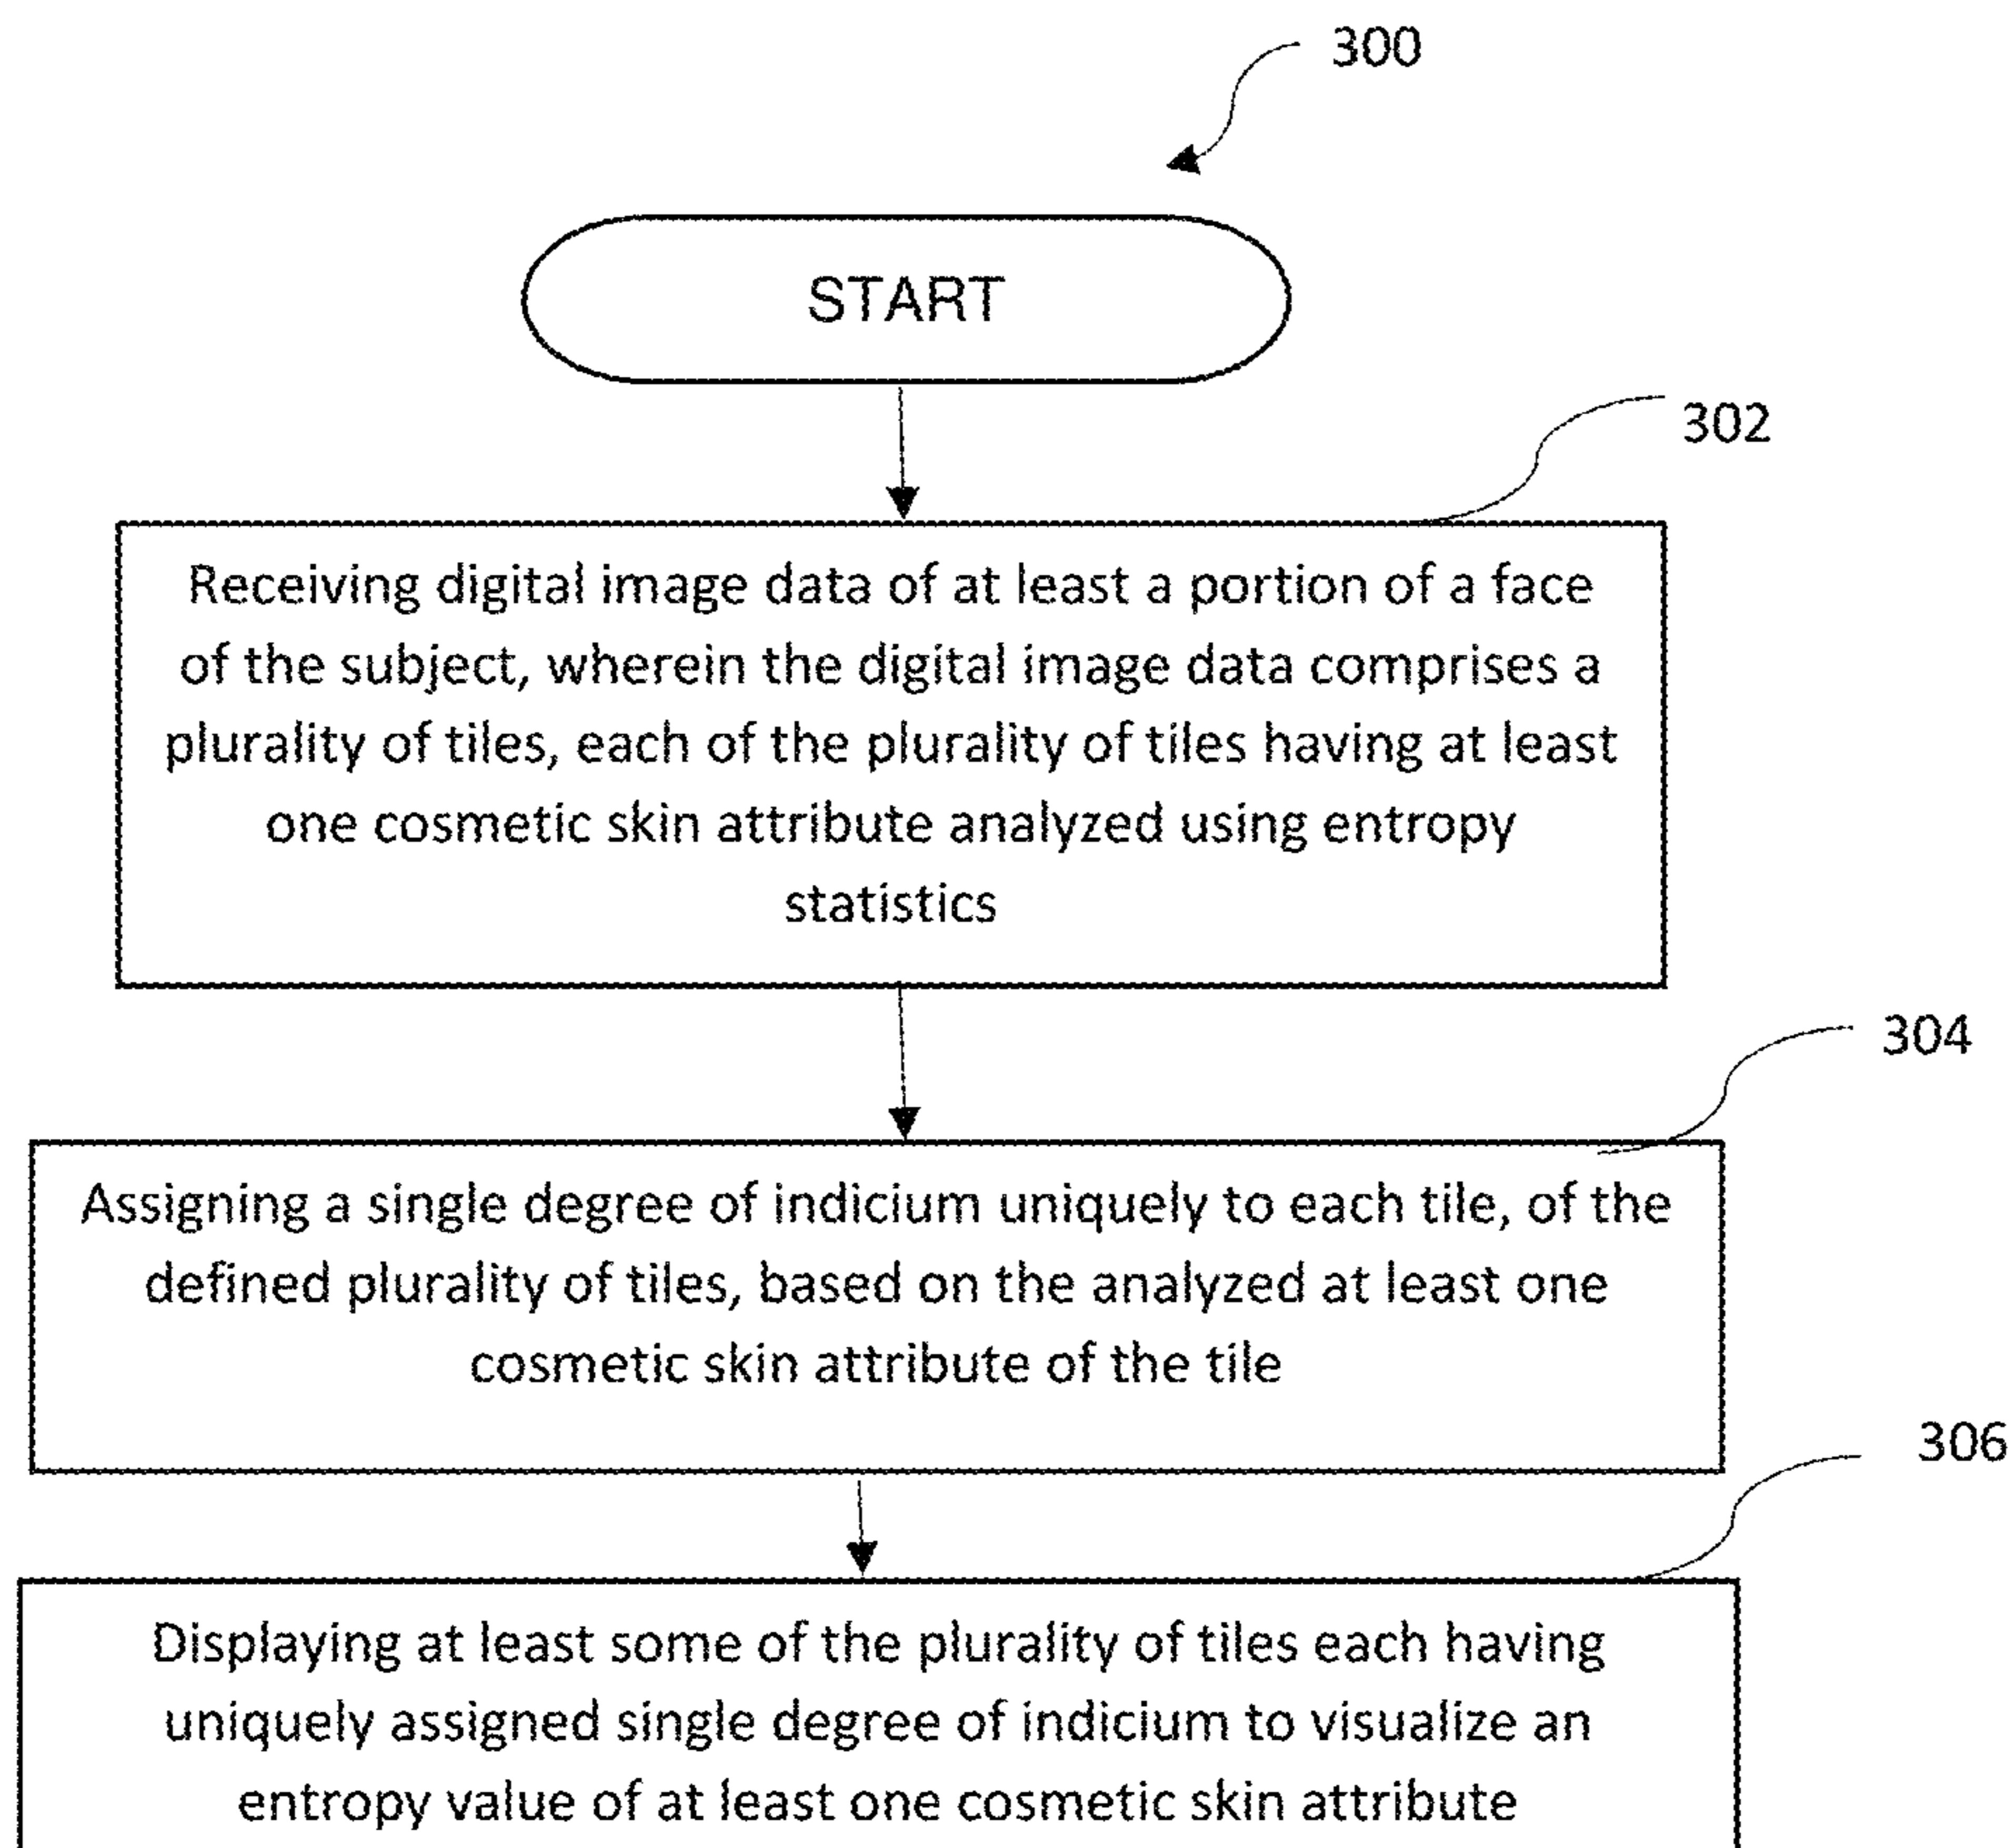 300
START
302
Receiving digital image data of at least a portion of a face
of the subject, wherein the digital image data comprises a
plurality of tiles, each of the plurality of tiles having at least
one cosmetic skin attribute analyzed using entropy
statistics
304
Assigning a single degree of indicium uniquely to each tile, of the
defined plurality of tiles, based on the analyzed at least one
cosmetic skin attribute of the tile
306
Displaying at least some of the plurality of tiles each having
uniquely assigned single degree of indicium to visualize an
entropy value of at least one cosmetic skin attribute